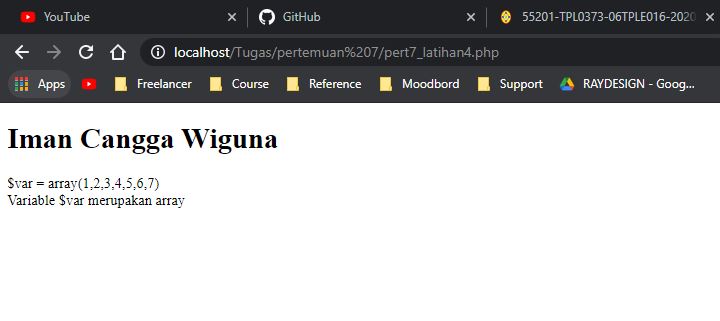 YouTube
GitHub
55201-TPL0373-06TPLE016-2020
localhost/Tugas/pertemuan%207/pert7_latihan4.php
Apps Freelancer Course Reference Moodbord Support RAYDESIGN - Goog...
Iman Cangga Wiguna
$var = array(1,2,3,4,5,6,7)
Variable $var merupakan array